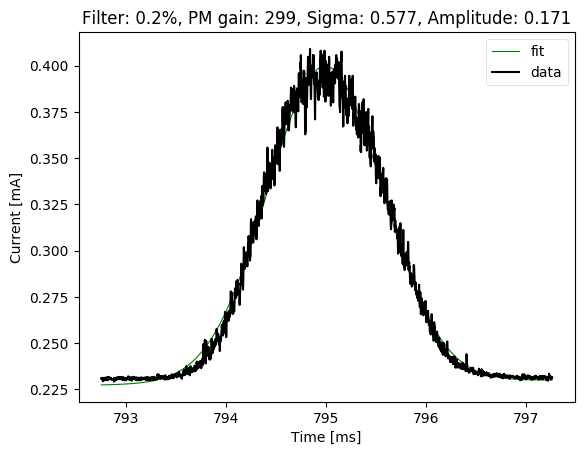 Filter: 0.2%, PM gain: 299, Sigma: 0.577, Amplitude: 0.171
fit
data
0.400
0.375
0.350
0.325
0.300
0.275
0.250
0.225
Current [mA]
793 794 795 796 797
Time [ms]